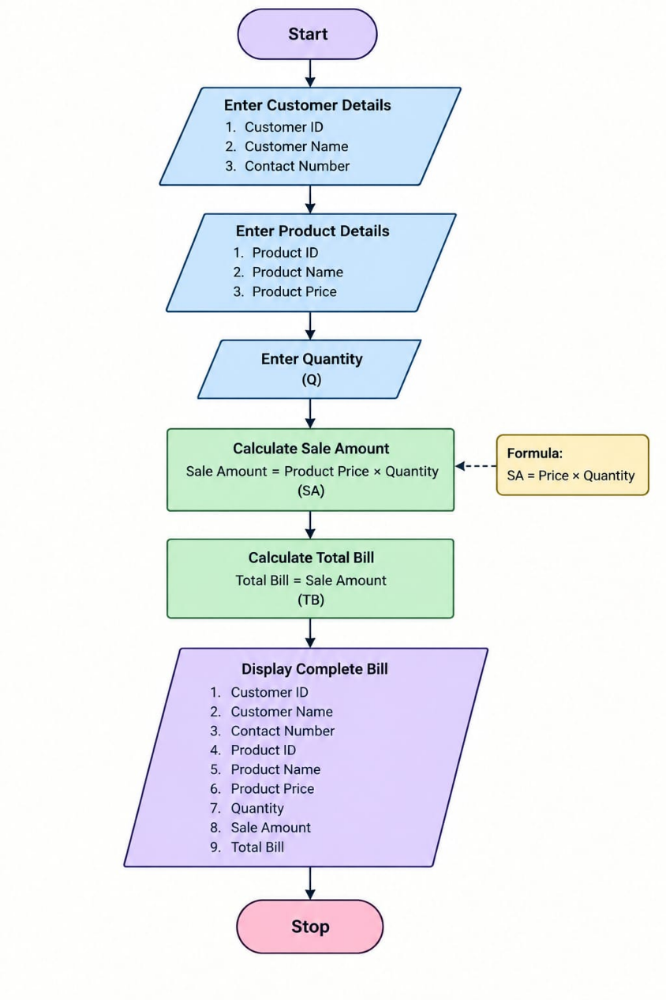 Start
Enter Customer Details
1. Customer ID
2. Customer Name
3. Contact Number
Enter Product Details
1. Product ID
2. Product Name
3. Product Price
Enter Quantity
(Q)
Calculate Sale Amount
Sale Amount = Product Price × Quantity
(SA)
Formula:
SA = Price × Quantity
Calculate Total Bill
Total Bill = Sale Amount
(TB)
Display Complete Bill
1. Customer ID
2. Customer Name
3. Contact Number
4. Product ID
5. Product Name
6. Product Price
7. Quantity
8. Sale Amount
9. Total Bill
Stop